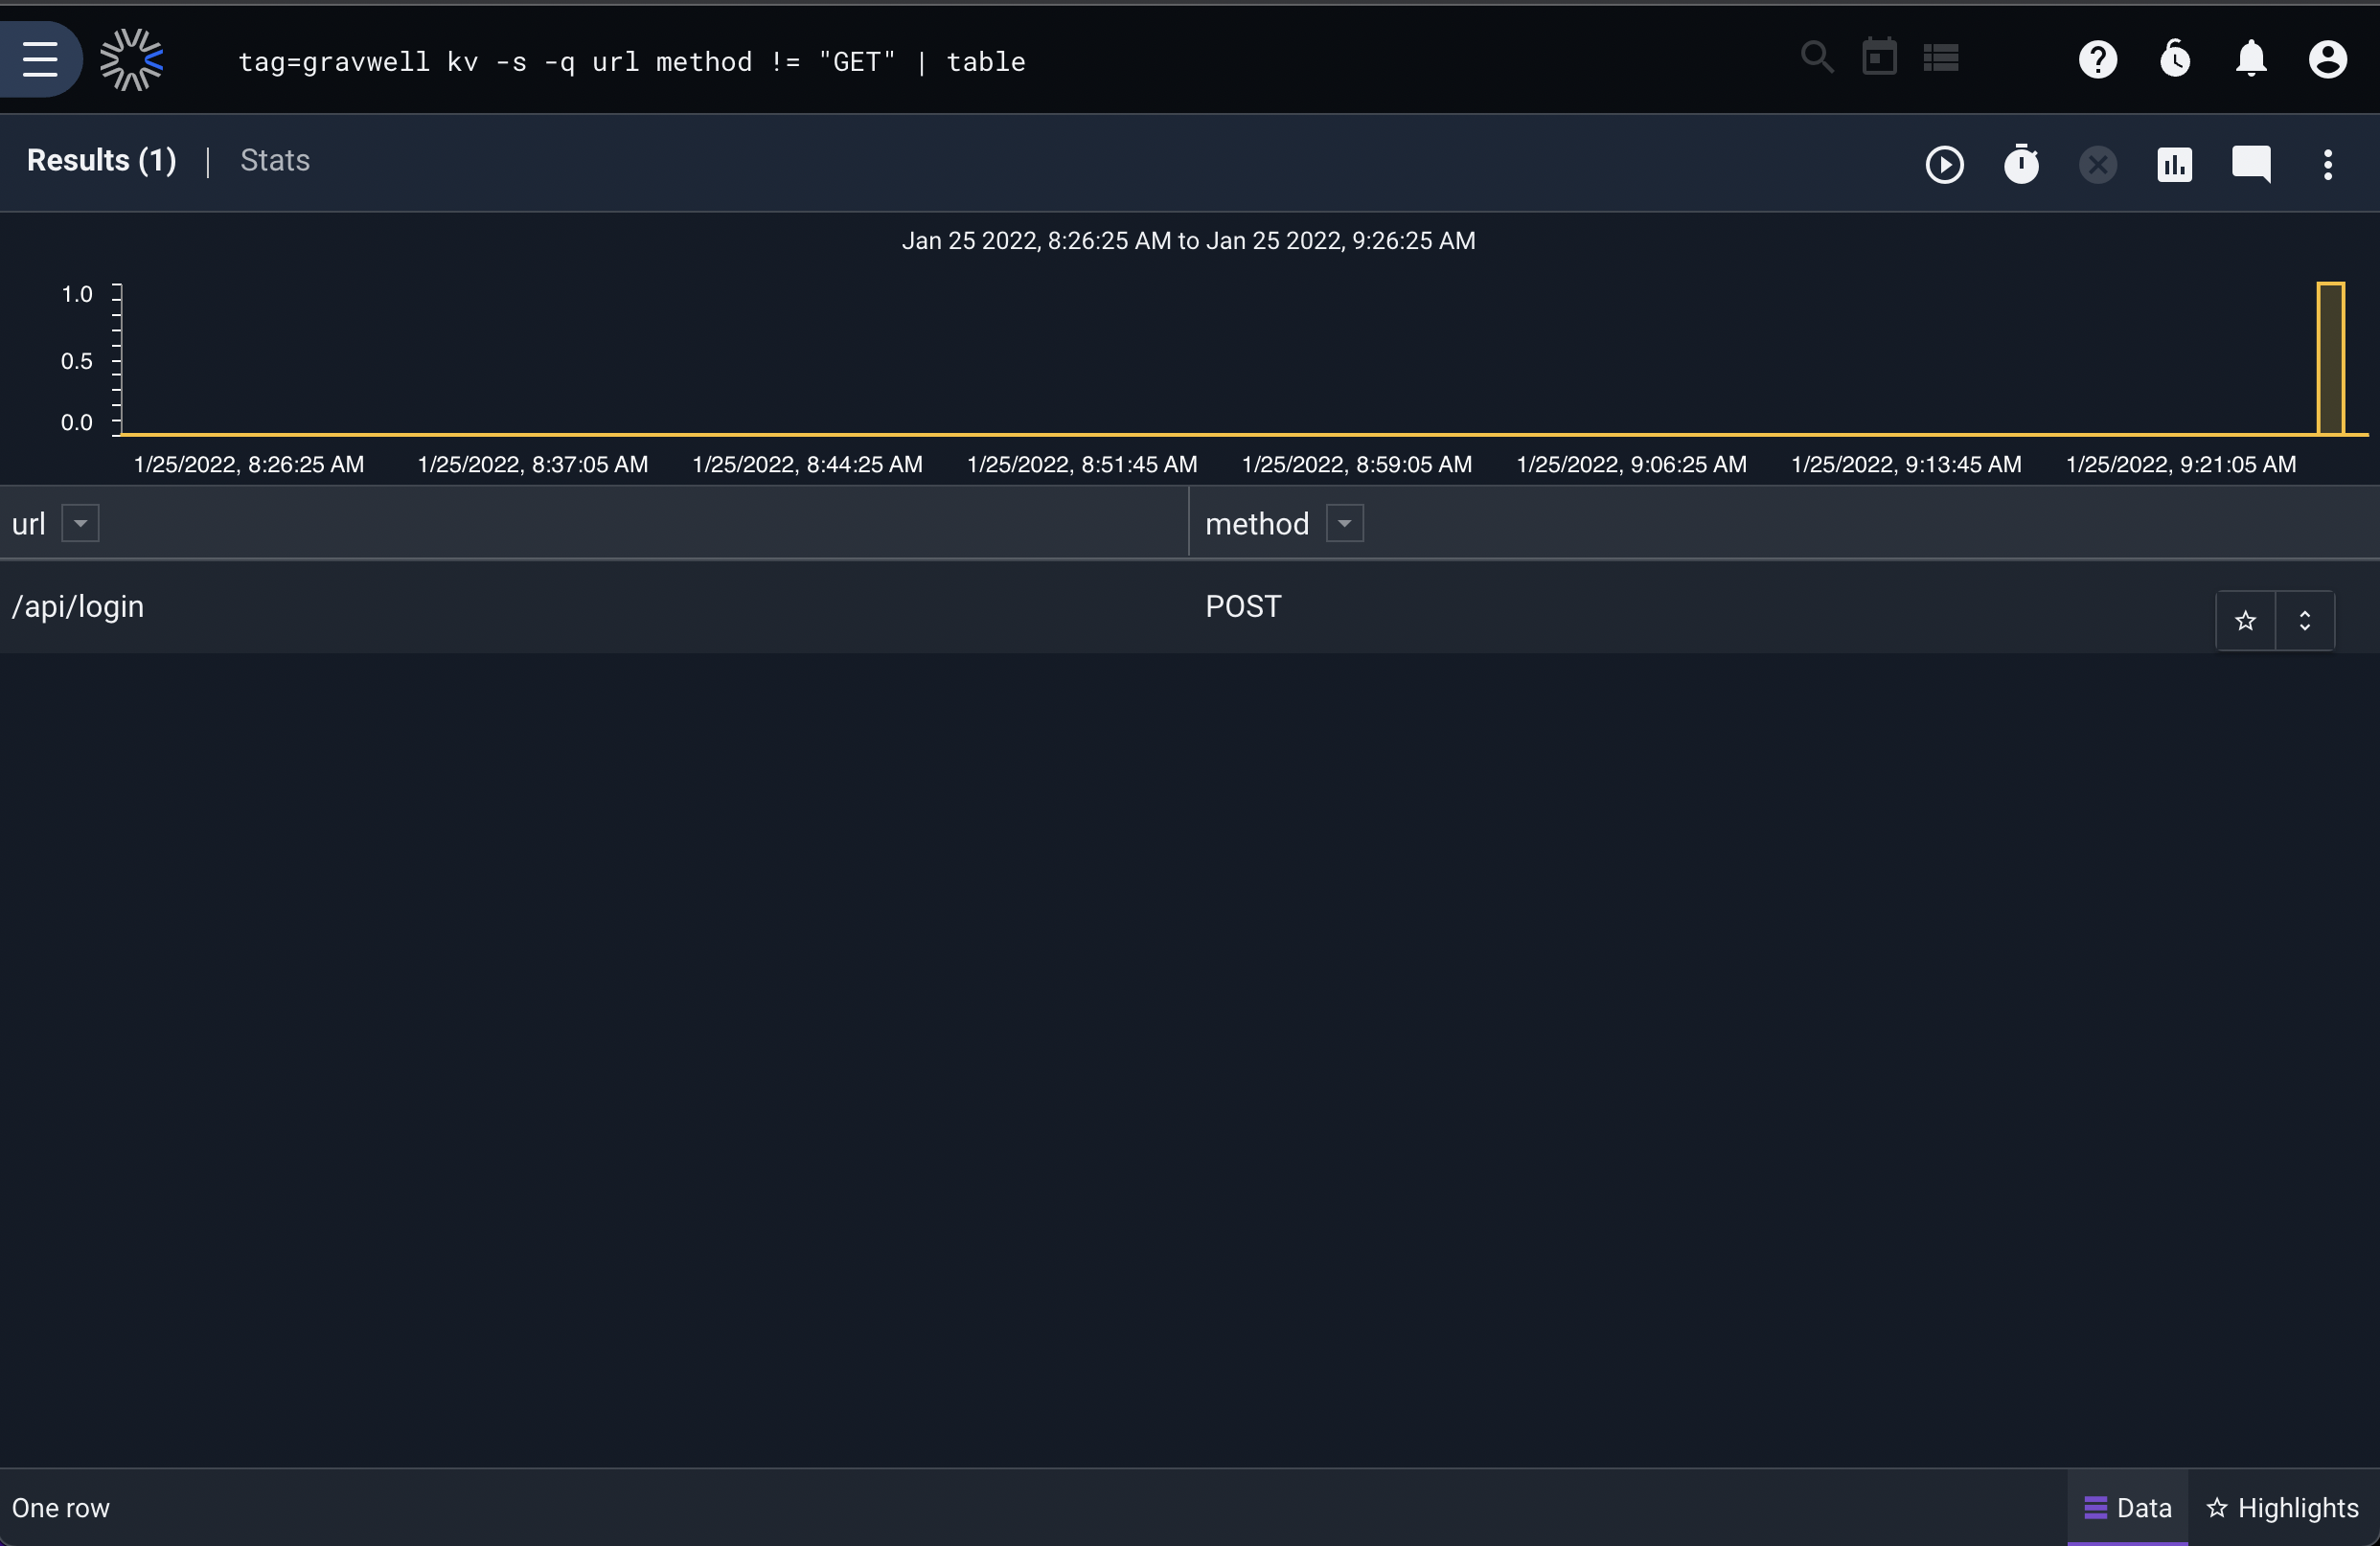 tag=gravwell kv -s -q url method != "GET" | table
Results (1) | Stats
Jan 25 2022, 8:26:25 AM to Jan 25 2022, 9:26:25 AM
1.0
0.5
0.0
1/25/2022, 8:26:25 AM 1/25/2022, 8:37:05 AM 1/25/2022, 8:44:25 AM 1/25/2022, 8:51:45 AM 1/25/2022, 8:59:05 AM 1/25/2022, 9:06:25 AM 1/25/2022, 9:13:45 AM 1/25/2022, 9:21:05 AM
url method
/api/login POST
One row Data Highlights